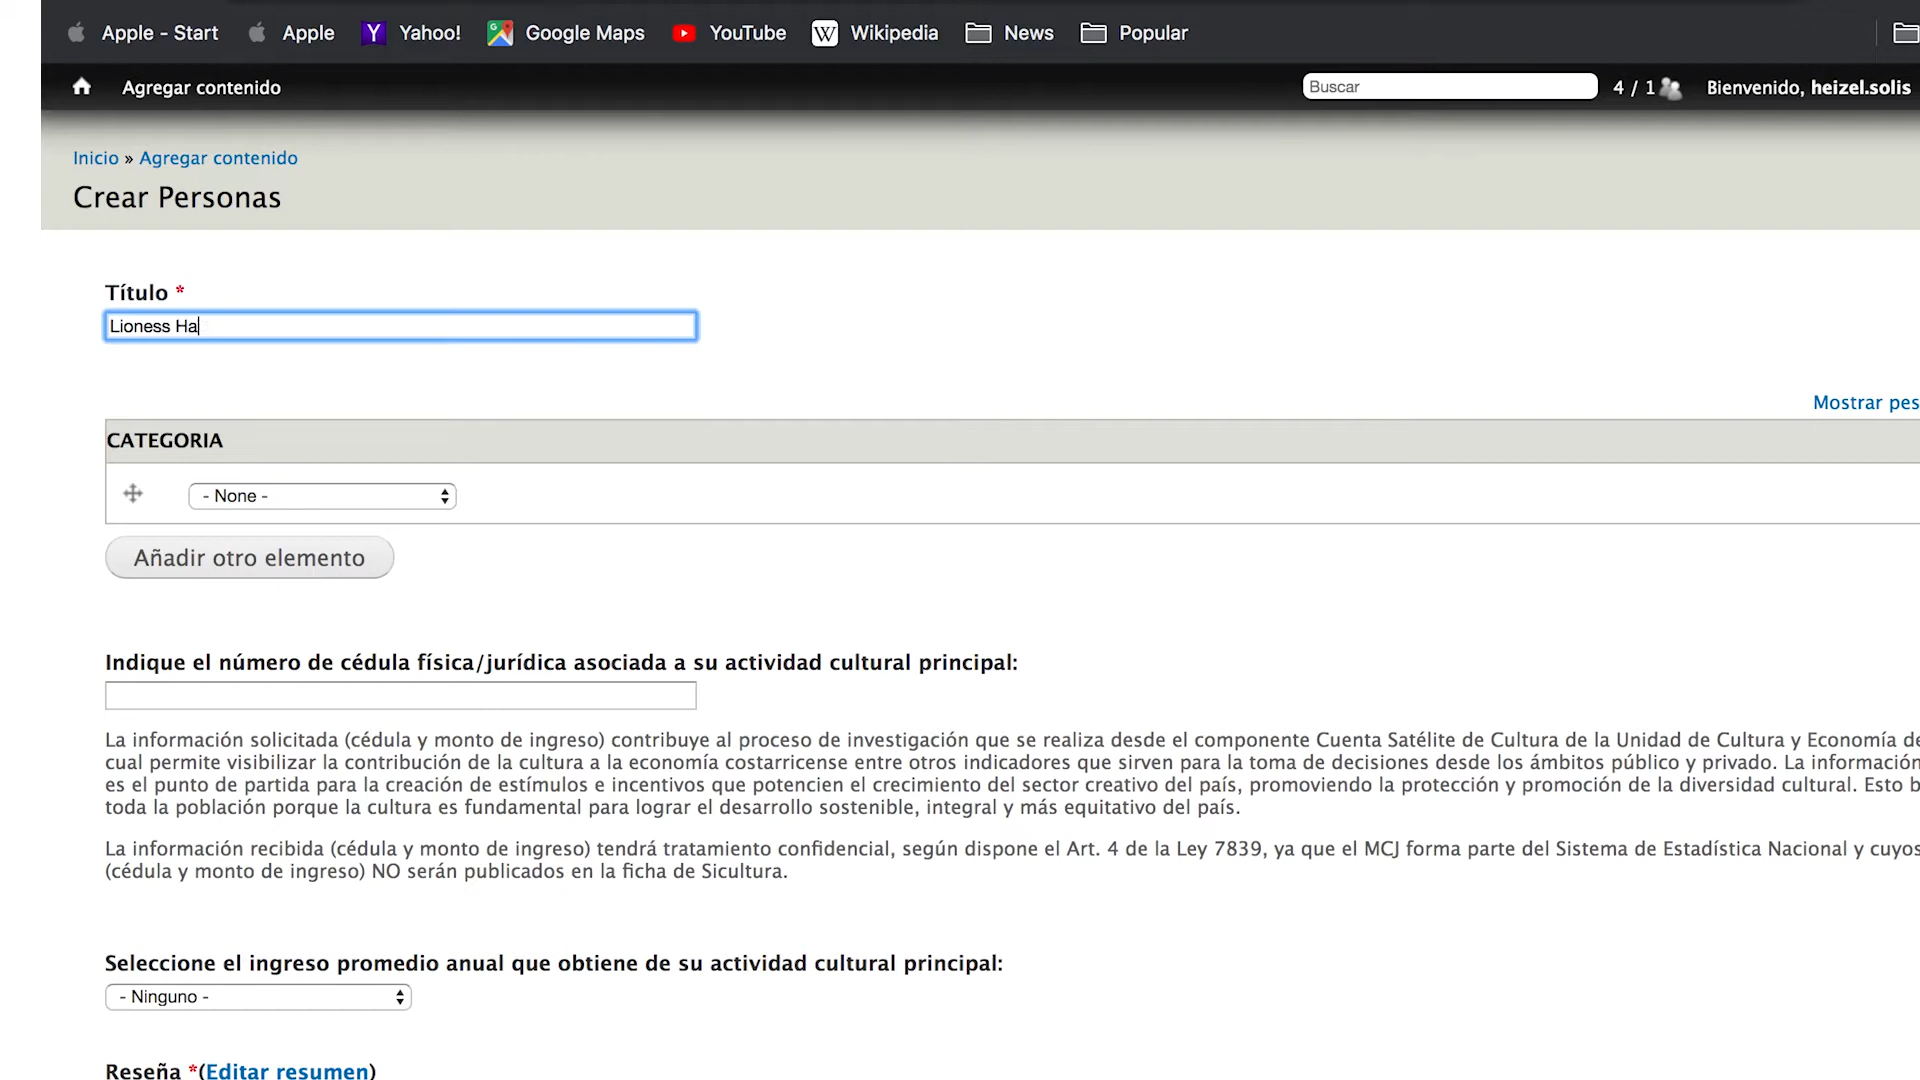 Apple - Start Apple Yahoo! Google Maps YouTube Wikipedia News Popular
Agregar contenido Buscar 4 / 1 Bienvenido, heizel.solis
Inicio » Agregar contenido
Crear Personas
Título *
Lioness Ha
Mostrar pes
CATEGORIA
- None -
Añadir otro elemento
Indique el número de cédula física/jurídica asociada a su actividad cultural principal:
La información solicitada (cédula y monto de ingreso) contribuye al proceso de investigación que se realiza desde el componente Cuenta Satélite de Cultura de la Unidad de Cultura y Economía de
cual permite visibilizar la contribución de la cultura a la economía costarricense entre otros indicadores que sirven para la toma de decisiones desde los ámbitos público y privado. La información
es el punto de partida para la creación de estímulos e incentivos que potencien el crecimiento del sector creativo del país, promoviendo la protección y promoción de la diversidad cultural. Esto b
toda la población porque la cultura es fundamental para lograr el desarrollo sostenible, integral y más equitativo del país.
La información recibida (cédula y monto de ingreso) tendrá tratamiento confidencial, según dispone el Art. 4 de la Ley 7839, ya que el MCJ forma parte del Sistema de Estadística Nacional y cuyos
(cédula y monto de ingreso) NO serán publicados en la ficha de Sicultura.
Seleccione el ingreso promedio anual que obtiene de su actividad cultural principal:
- Ninguno -
Reseña *(Editar resumen)